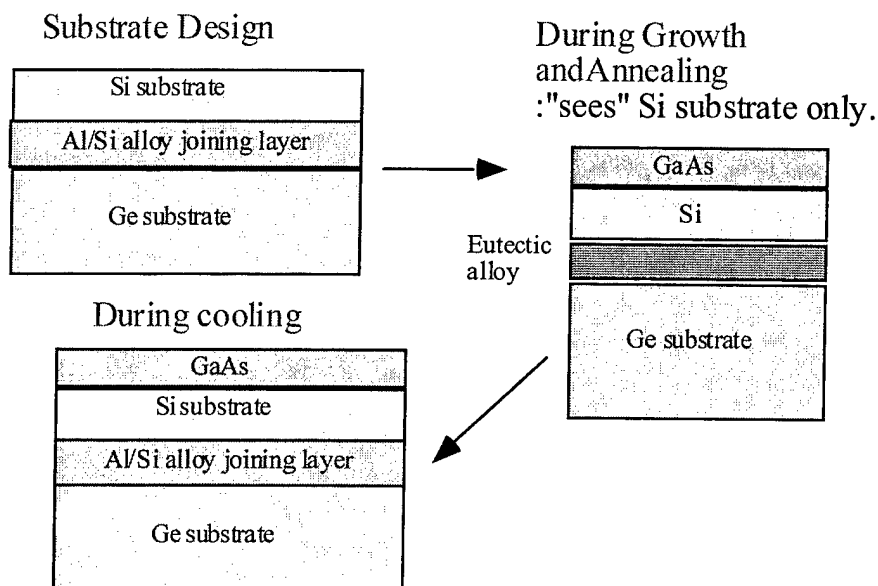 Substrate Design
Si substrate
Al/Si alloy joining layer
Ge substrate
During Growth
andAnnealing
:"sees" Si substrate only.
GaAs
Si
Eutectic
alloy
Ge substrate
During cooling
GaAs
Si substrate
Al/Si alloy joining layer
Ge substrate